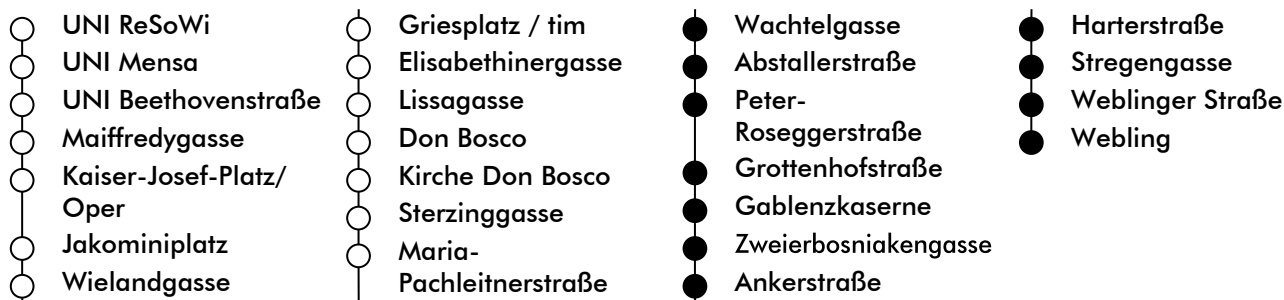 UNI ReSoWi
UNI Mensa
UNI Beethovenstraße
Maiffredygasse
Kaiser-Josef-Platz/
Oper
Jakominiplatz
Wielandgasse
Griesplatz / tim
Elisabethinergasse
Lissagasse
Don Bosco
Kirche Don Bosco
Sterzinggasse
Maria-
Pachleitnerstraße
Wachtelgasse
Abstallerstraße
Peter-
Roseggerstraße
Grottenhofstraße
Gablenzkaserne
Zweierbosniakengasse
Ankerstraße
Harterstraße
Stregengasse
Weblinger Straße
Webling